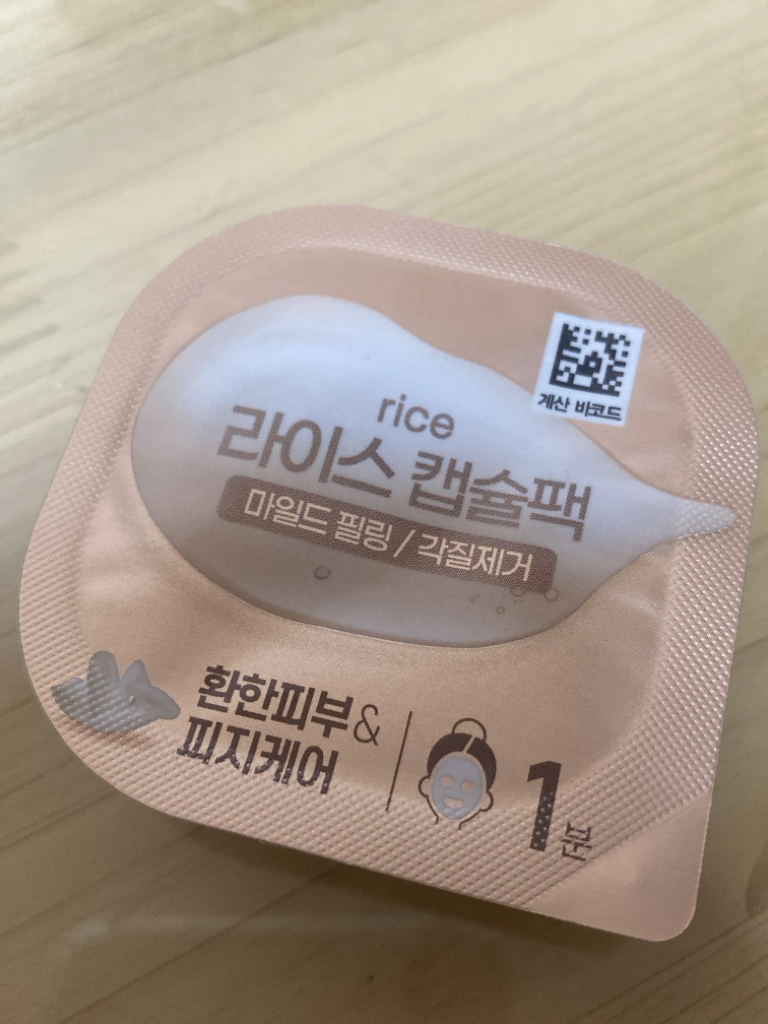 계산 바코드
rice
라이스 캡슐팩
마일드 필링 / 각질제거
환한피부 &
피지케어
1